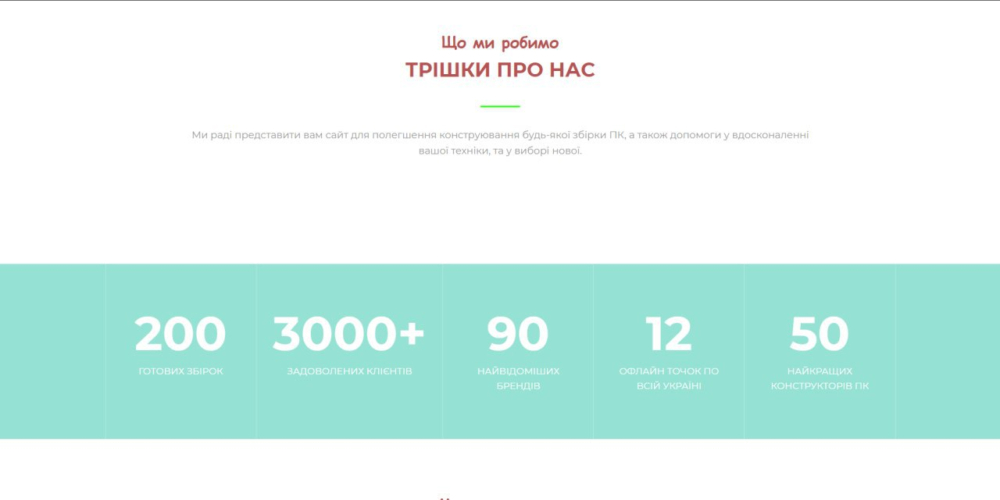 Що ми робимо
ТРІШКИ ПРО НАС
Ми раді представити вам сайт для полегшення конструювання будь-якої збірки ПК, а також допомоги у вдосконаленні
вашої техніки, та у виборі нової.
200
ГОТОВИХ ЗБІРОК
3000+
ЗАДОВОЛЕНИХ КЛІЄНТІВ
90
НАЙВІДОМІШИХ
БРЕНДІВ
12
ОФЛАЙН ТОЧОК ПО
ВСІЙ УКРАЇНІ
50
НАЙКРАЩИХ
КОНСТРУКТОРІВ ПК